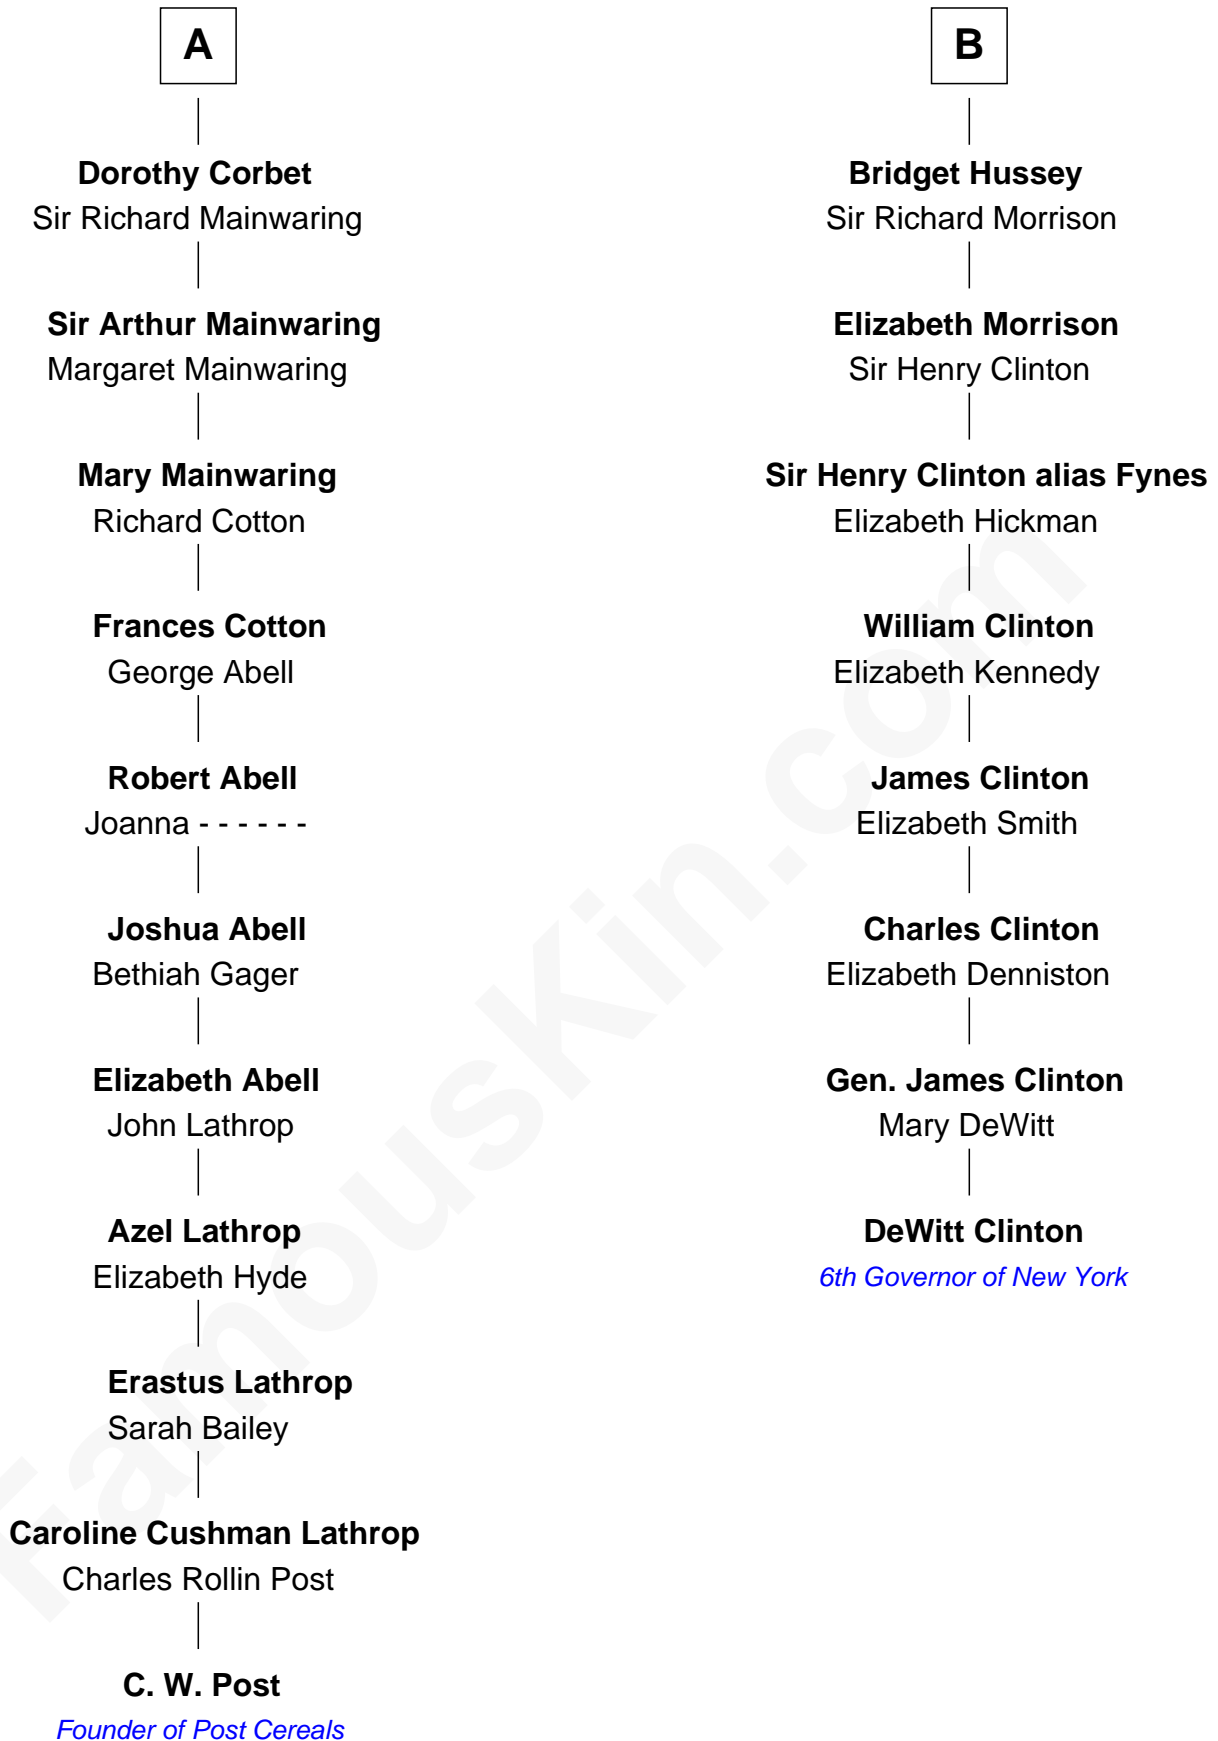 A
Dorothy Corbet
Sir Richard Mainwaring
Sir Arthur Mainwaring
Margaret Mainwaring
Mary Mainwaring
Richard Cotton
Frances Cotton
George Abell
Robert Abell
Joanna - - - - - -
Joshua Abell
Bethiah Gager
Elizabeth Abell
John Lathrop
Azel Lathrop
Elizabeth Hyde
Erastus Lathrop
Sarah Bailey
Caroline Cushman Lathrop
Charles Rollin Post
C. W. Post
Founder of Post Cereals
B
Bridget Hussey
Sir Richard Morrison
Elizabeth Morrison
Sir Henry Clinton
Sir Henry Clinton alias Fynes
Elizabeth Hickman
William Clinton
Elizabeth Kennedy
James Clinton
Elizabeth Smith
Charles Clinton
Elizabeth Denniston
Gen. James Clinton
Mary DeWitt
DeWitt Clinton
6th Governor of New York
FamousKin.com